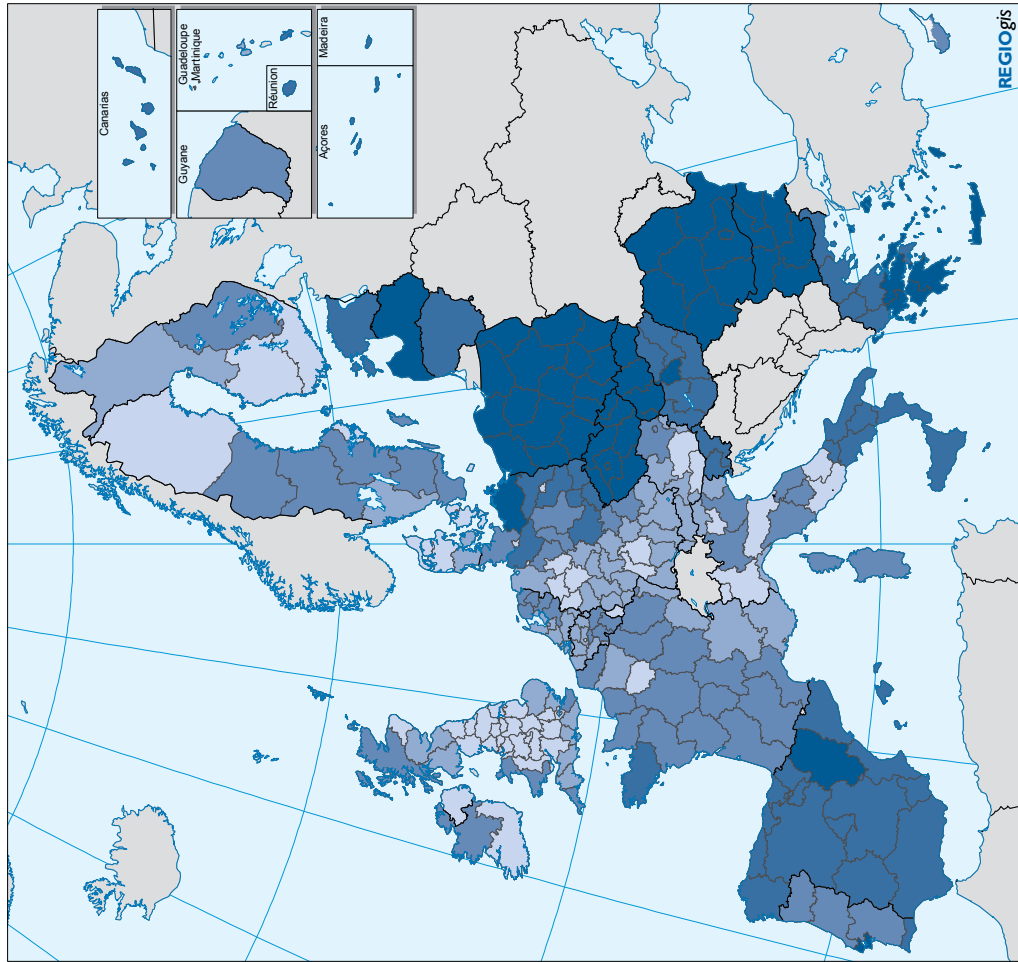 Canarias
Guadeloupe
Martinique
Madeira
Réunion
Guyane
Açores
REGIOgis